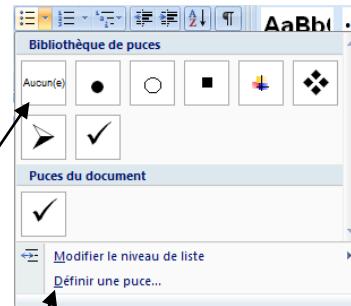 AaBb(
Bibliothèque de puces
Aucun(e)
Puces du document
Modifier le niveau de liste
Définir une puce...